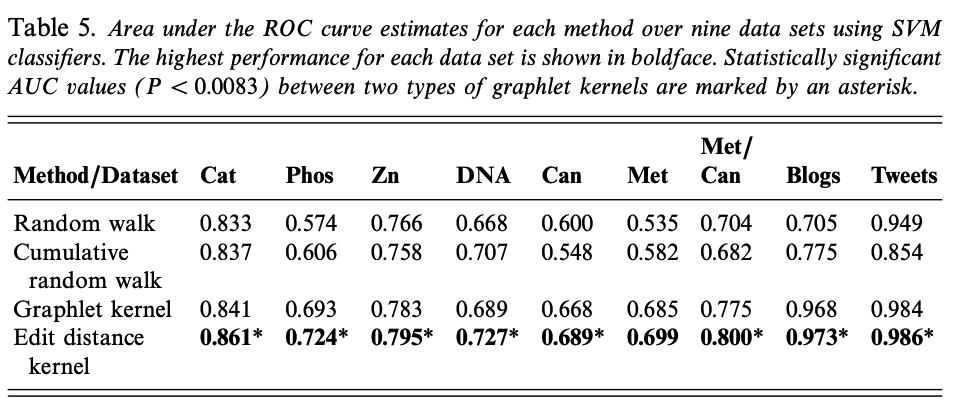 Table 5. Area under the ROC curve estimates for each method over nine data sets using SVM
classifiers. The highest performance for each data set is shown in boldface. Statistically significant
AUC values (P < 0.0083) between two types of graphlet kernels are marked by an asterisk.
Met/
Method/Dataset Cat Phos Zn DNA Can Met Can Blogs Tweets
Random walk 0.833 0.574 0.766 0.668 0.600 0.535 0.704 0.705 0.949
Cumulative 0.837 0.606 0.758 0.707 0.548 0.582 0.682 0.775 0.854
random walk
Graphlet kernel 0.841 0.693 0.783 0.689 0.668 0.685 0.775 0.968 0.984
Edit distance 0.861* 0.724* 0.795* 0.727* 0.689* 0.699 0.800* 0.973* 0.986*
kernel